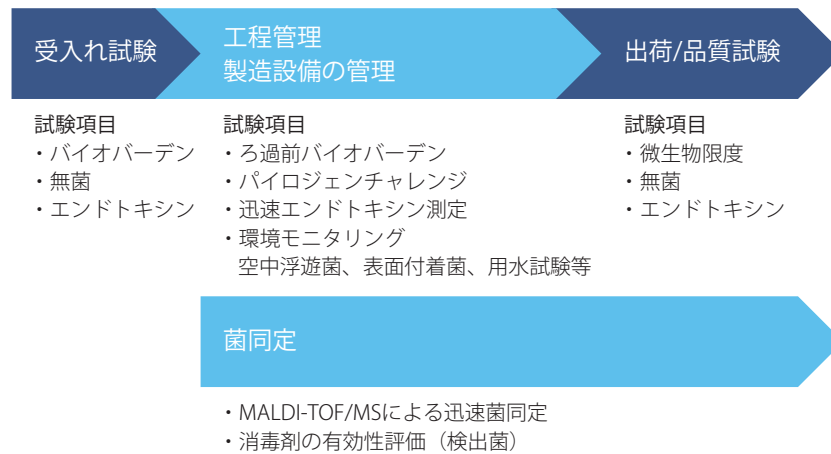 受入れ試験
工程管理
製造設備の管理
出荷/品質試験
試験項目
・バイオバーデン
・無菌
・エンドトキシン
試験項目
・ろ過前バイオバーデン
・パイロジェンチャレンジ
・迅速エンドトキシン測定
・環境モニタリング
空中浮遊菌、表面付着菌、用水試験等
試験項目
・微生物限度
・無菌
・エンドトキシン
菌同定
・MALDI-TOF/MSによる迅速菌同定
・消毒剤の有効性評価（検出菌）